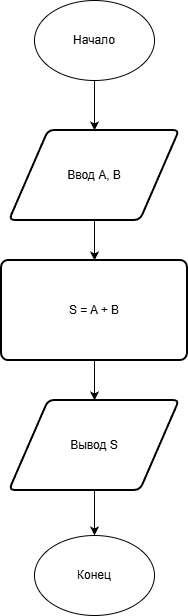 Начало
Ввод A, B
S = A + B
Вывод S
Конец